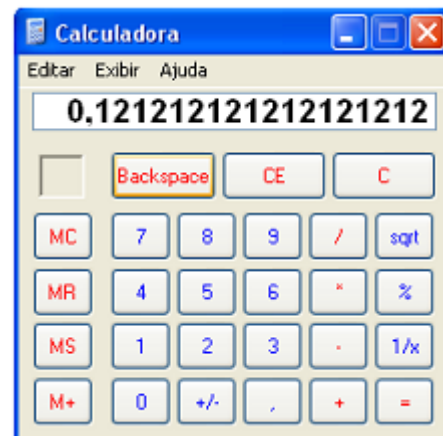 Calculadora
Editar Exibir Ajuda
0,121212121212121212
Backspace CE C
MC 7 8 9 / sqrt
MR 4 5 6 * %
MS 1 2 3 - 1/x
M+ 0 +/- , + =